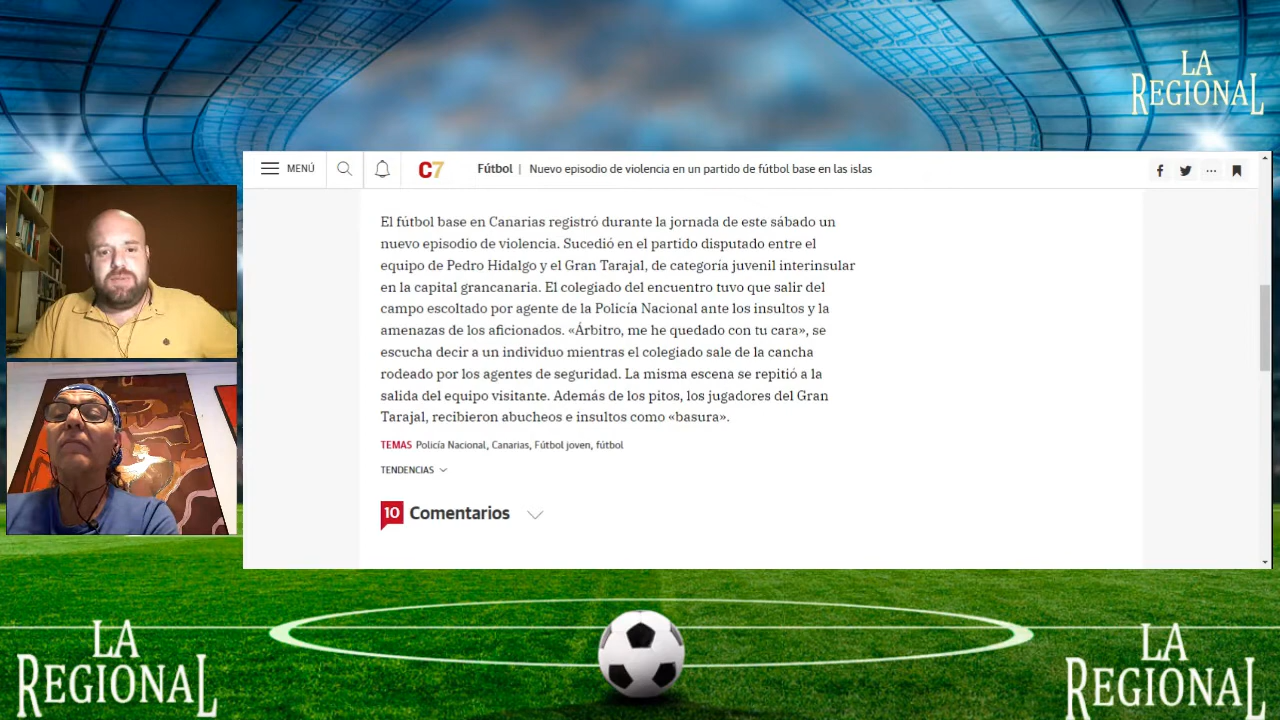 LA
REGIONAL
MENÚ
C7
Fútbol | Nuevo episodio de violencia en un partido de fútbol base en las islas
El fútbol base en Canarias registró durante la jornada de este sábado un
nuevo episodio de violencia. Sucedió en el partido disputado entre el
equipo de Pedro Hidalgo y el Gran Tarajal, de categoría juvenil interinsular
en la capital grancanaria. El colegiado del encuentro tuvo que salir del
campo escoltado por agente de la Policía Nacional ante los insultos y la
amenazas de los aficionados. «Árbitro, me he quedado con tu cara», se
escucha decir a un individuo mientras el colegiado sale de la cancha
rodeado por los agentes de seguridad. La misma escena se repitió a la
salida del equipo visitante. Además de los pitos, los jugadores del Gran
Tarajal, recibieron abucheos e insultos como «basura».
TEMAS Policía Nacional, Canarias, Fútbol joven, fútbol
TENDENCIAS
10 Comentarios
LA
REGIONAL
LA
REGIONAL